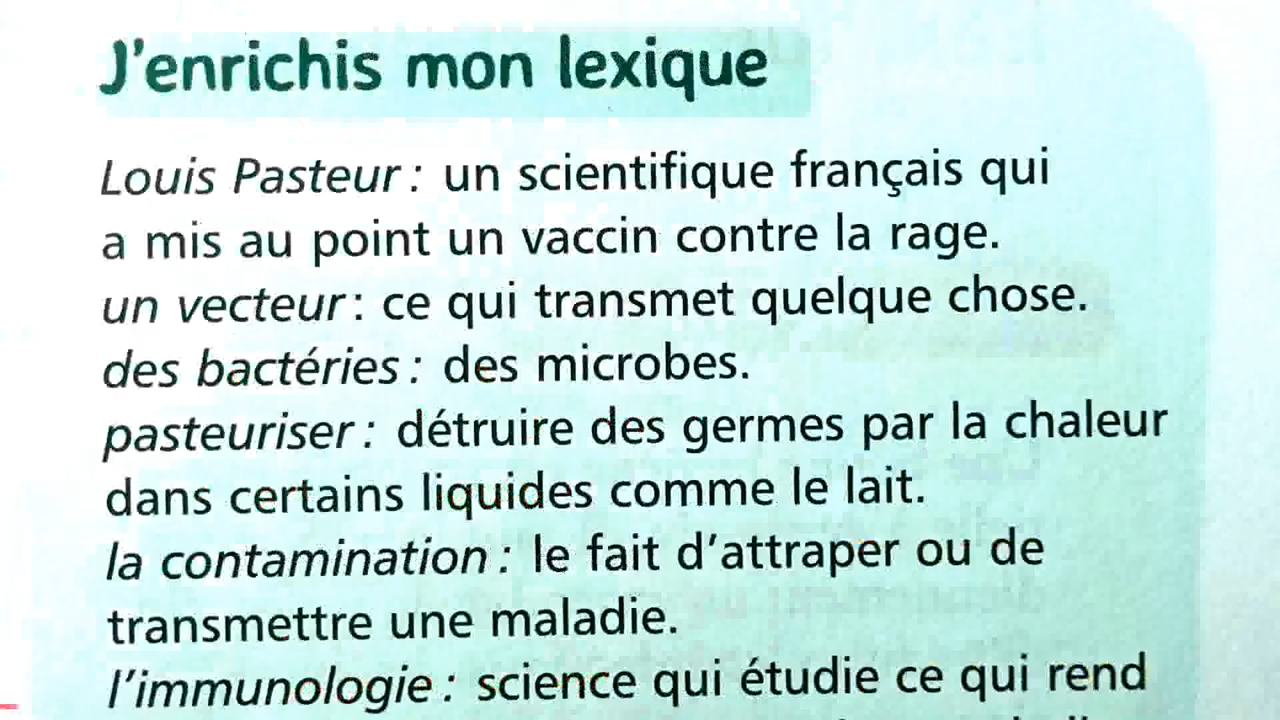 J'enrichis mon lexique
Louis Pasteur : un scientifique français qui
a mis au point un vaccin contre la rage.
un vecteur : ce qui transmet quelque chose.
des bactéries : des microbes.
pasteuriser : détruire des germes par la chaleur
dans certains liquides comme le lait.
la contamination : le fait d'attraper ou de
transmettre une maladie.
l'immunologie : science qui étudie ce qui rend